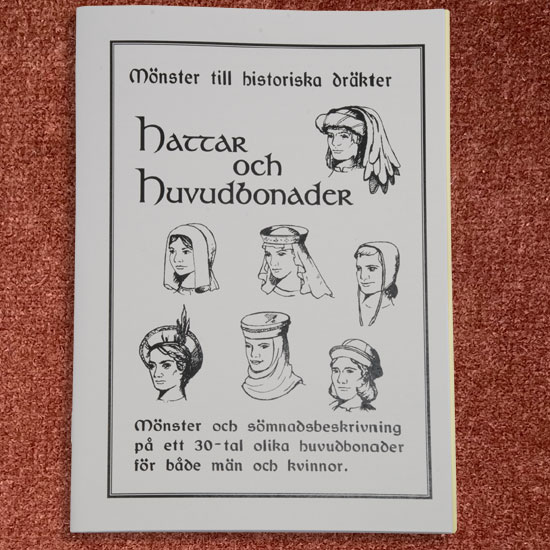 Mönster till historiska dräkter
Hattar
och
Huvudbonader
Mönster och sömnadsbeskrivning
på ett 30-tal olika huvudbonader
för både män och kvinnor.